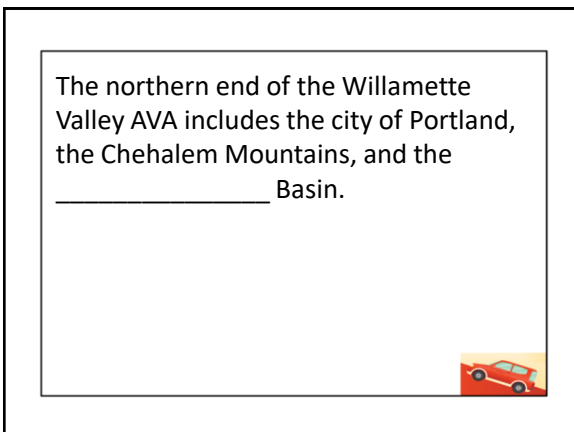 The northern end of the Willamette
Valley AVA includes the city of Portland,
the Chehalem Mountains, and the
_______________ Basin.